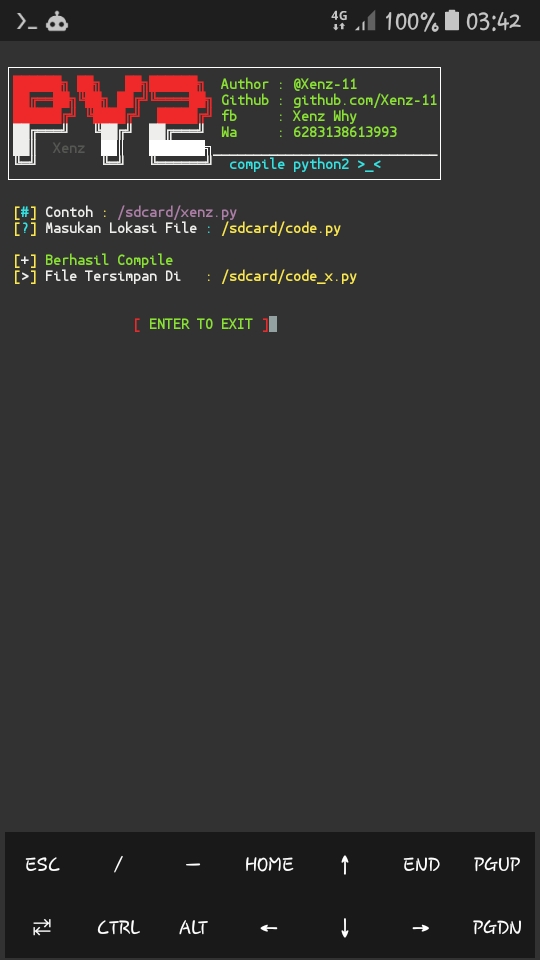 4G 100% 03:42
PY2
Author : @Xenz-11
Github : github.com/Xenz-11
fb : Xenz Why
Wa : 6283138613993
Xenz
compile python2 >_<
[#] Contoh : /sdcard/xenz.py
[?] Masukan Lokasi File : /sdcard/code.py
[+] Berhasil Compile
[>] File Tersimpan Di : /sdcard/code_x.py
[ ENTER TO EXIT ]
ESC / — HOME ↑ END PGUP
⇄ CTRL ALT ← ↓ → PGDN